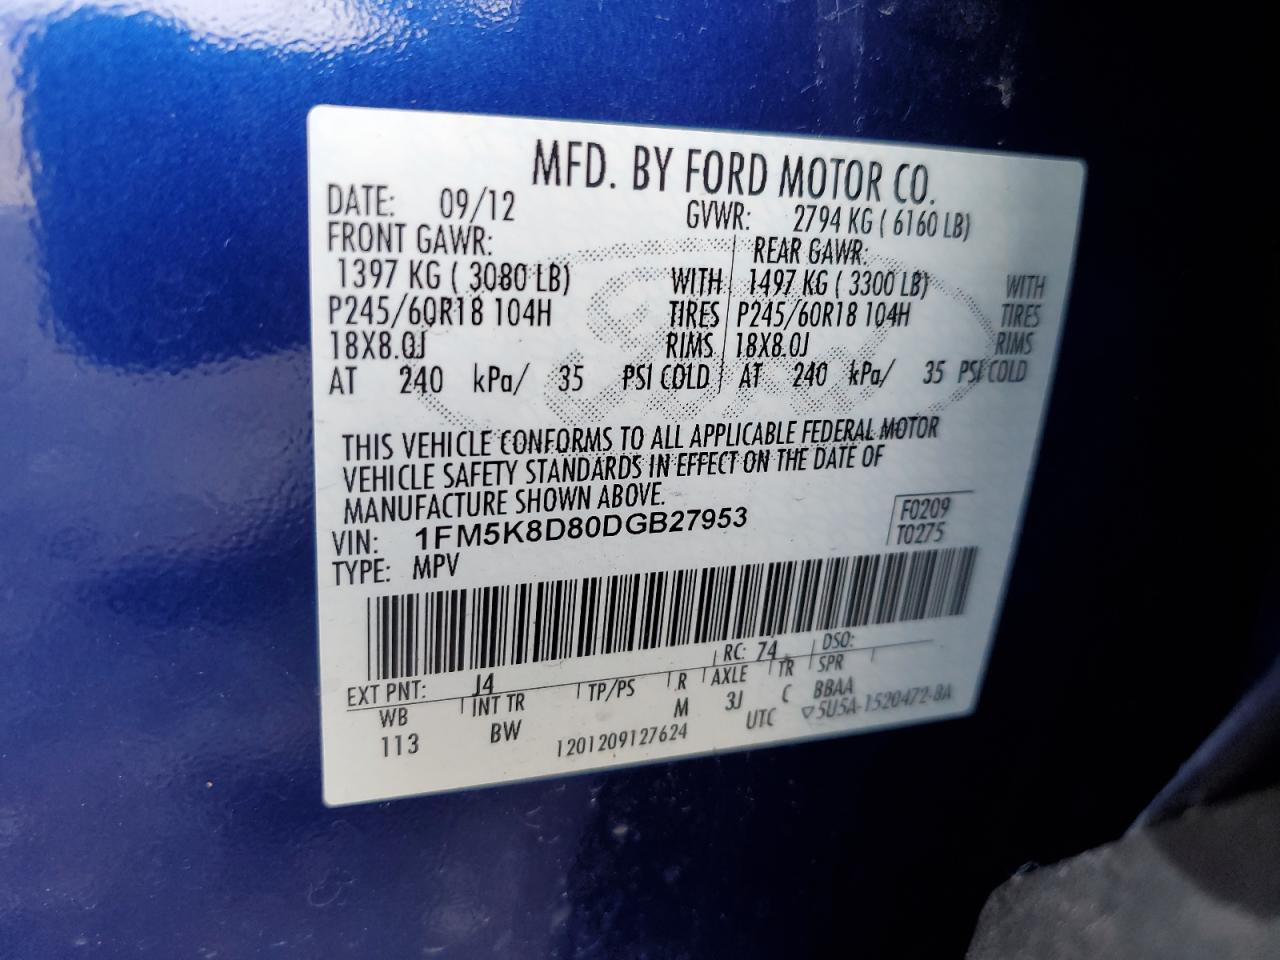 MFD. BY FORD MOTOR CO.
DATE: 09/12 GVWR: 2794 KG ( 6160 LB)
FRONT GAWR: REAR GAWR:
1397 KG ( 3080 LB) WITH 1497 KG ( 3300 LB) WITH
P245/60R18 104H TIRES P245/60R18 104H TIRES
18X8.0J RIMS 18X8.0J RIMS
AT 240 kPa/ 35 PSI COLD AT 240 kPa/ 35 PSI COLD
THIS VEHICLE CONFORMS TO ALL APPLICABLE FEDERAL MOTOR
VEHICLE SAFETY STANDARDS IN EFFECT ON THE DATE OF
MANUFACTURE SHOWN ABOVE.
VIN: 1FM5K8D80DGB27953 F0209
TYPE: MPV T0275
EXT PNT: J4 RC: 74 DSO:
WB INT TR TP/PS R AXLE TR SPR
113 BW M 3J C BBAA
1201209127624 UTC ▽5U5A-1520472-BA